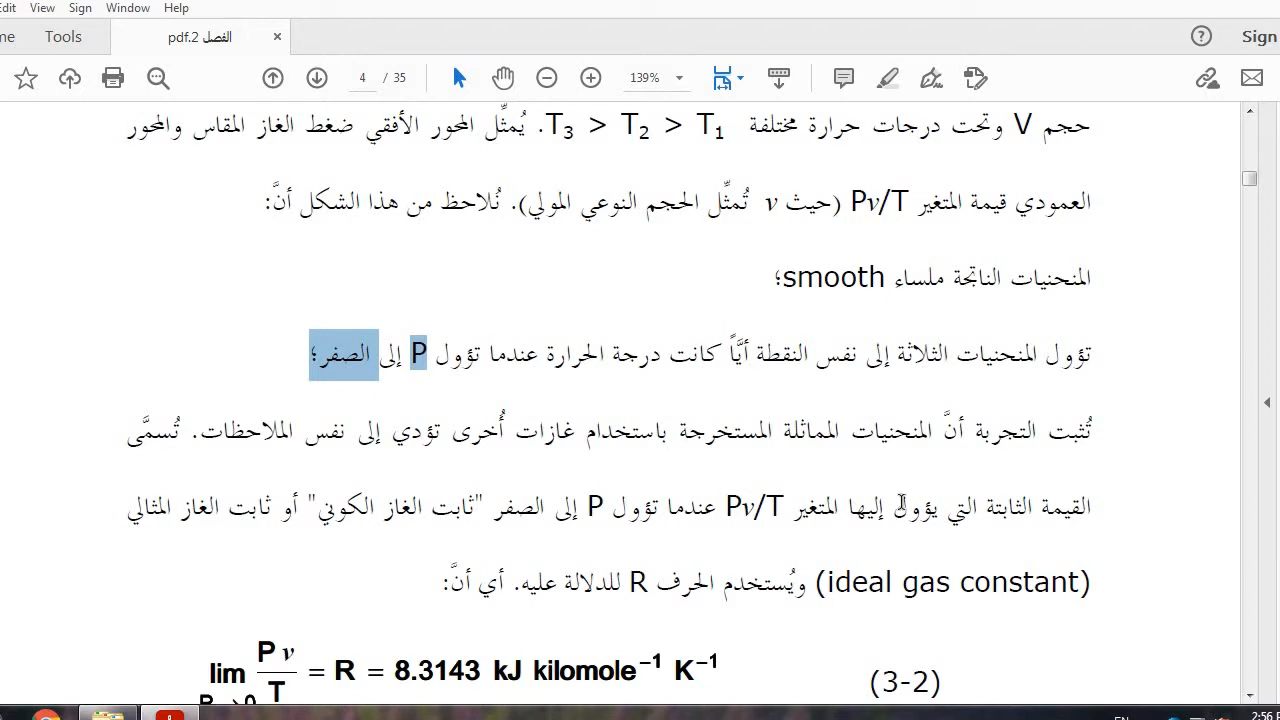 Edit View Sign Window Help
me Tools الفصل 2.pdf × Sign
4 / 35 139%
حجم V وتحت درجات حرارة مختلفة T3 > T2 > T1. يُمثِّل المحور الأفقي ضغط الغاز المقاس والمحور
العمودي قيمة المتغير Pv/T (حيث v تُمثِّل الحجم النوعي المولي). نُلاحظ من هذا الشكل أنَّ:
المنحنيات الناتجة ملساء smooth؛
تؤول المنحنيات الثلاثة إلى نفس النقطة أيَّاً كانت درجة الحرارة عندما تؤول P إلى الصفر؛
تُثبت التجربة أنَّ المنحنيات المماثلة المستخرجة باستخدام غازات أُخرى تؤدي إلى نفس الملاحظات. تُسمَّى
القيمة الثابتة التي يؤول إليها المتغير Pv/T عندما تؤول P إلى الصفر "ثابت الغاز الكوني" أو ثابت الغاز المثالي
(ideal gas constant) ويُستخدم الحرف R للدلالة عليه. أي أنَّ:
lim P→0 Pv/T = R = 8.3143 kJ kilomole⁻¹ K⁻¹ (3-2)
EN 2:56